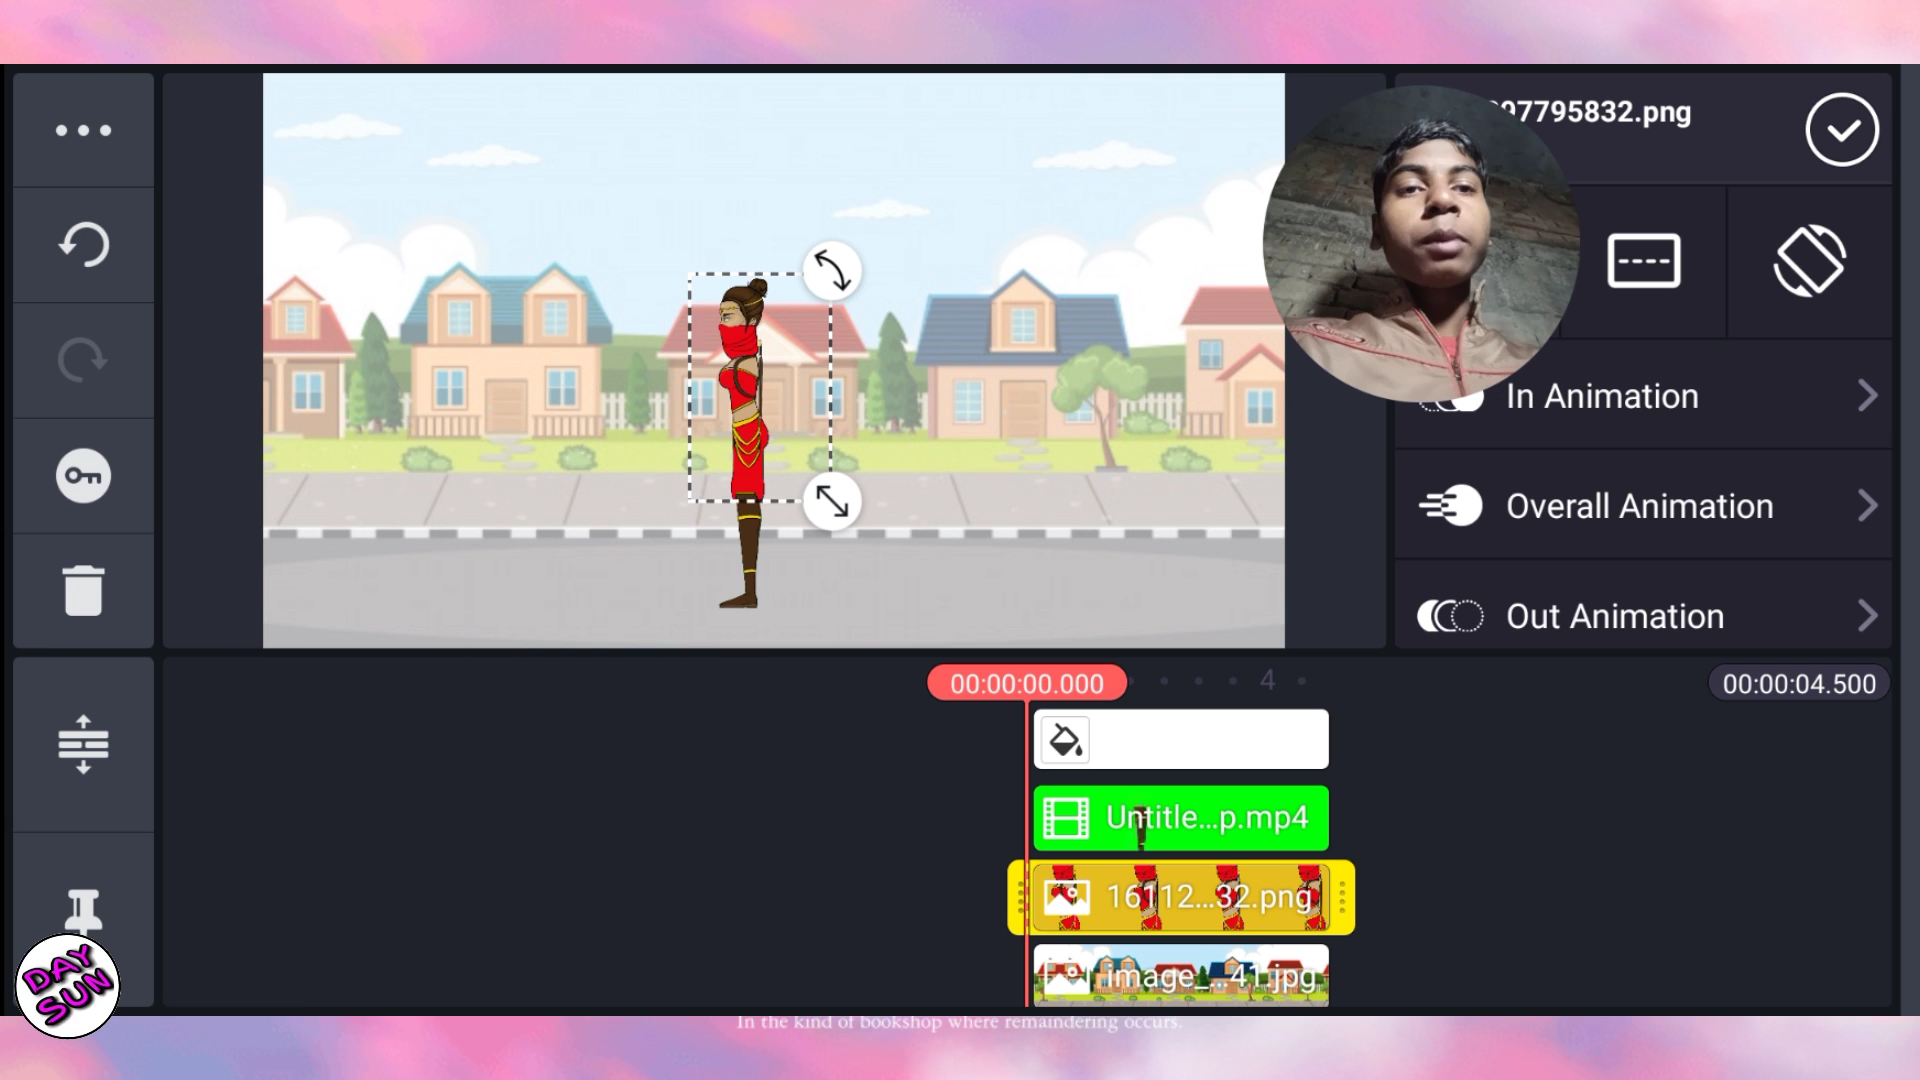 97795832.png
In Animation
Overall Animation
Out Animation
00:00:00.000
4
00:00:04.500
Untitle...p.mp4
16112...32.png
image_...41.jpg
DAY
SUN
In the kind of bookshop where remaindering occurs.